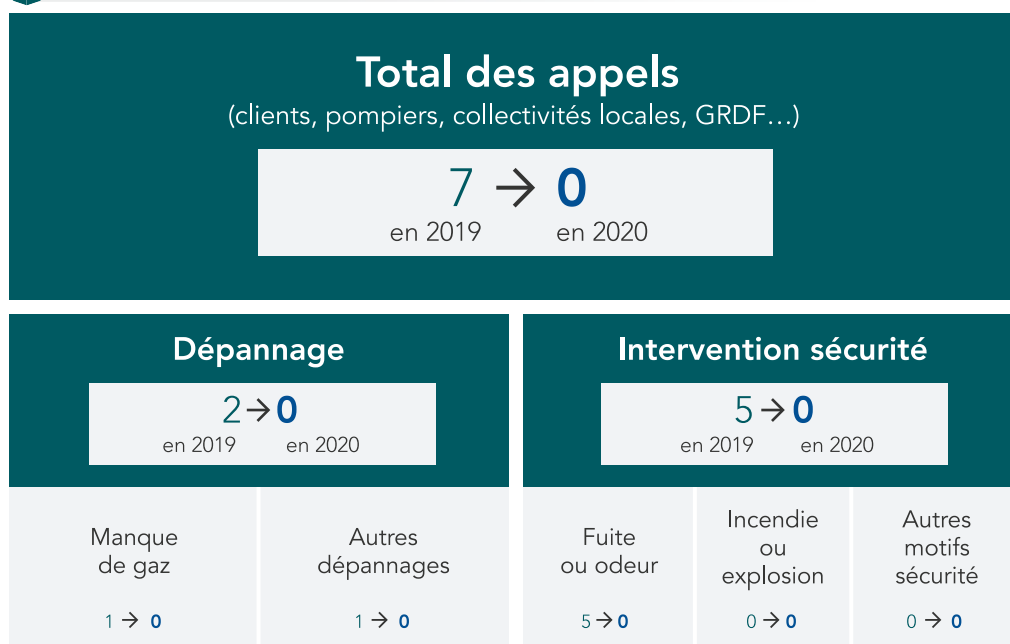 Total des appels
(clients, pompiers, collectivités locales, GRDF...)
7 → 0
en 2019 en 2020
Dépannage
2 → 0
en 2019 en 2020
Manque
de gaz
1 → 0
Autres
dépannages
1 → 0
Intervention sécurité
5 → 0
en 2019 en 2020
Fuite
ou odeur
5 → 0
Incendie
ou
explosion
0 → 0
Autres
motifs
sécurité
0 → 0